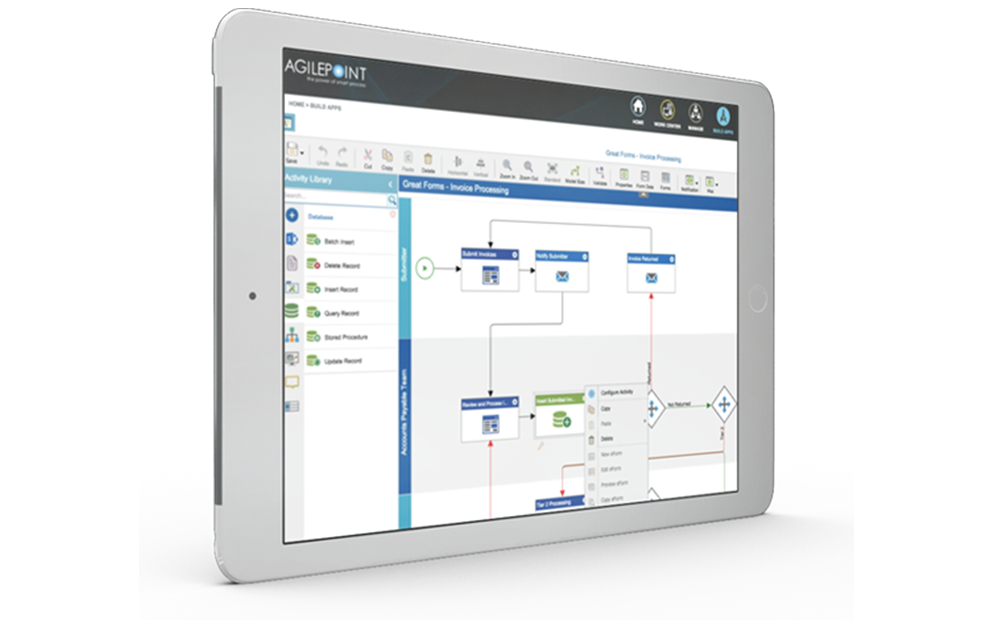 AGILEPOINT
the power of smart process
HOME WORK CENTER MANAGE BUILD APPS
HOME > BUILD APPS
Great Forms - Invoice Processing
Save Undo Redo Cut Copy Paste Delete Horizontal Vertical Zoom In Zoom Out Standard Model Size Validate Properties Form Data Forms Notification
Activity Library
Great Forms - Invoice Processing
Search...
Database
Batch Insert
Delete Record
Insert Record
Query Record
Stored Procedure
Update Record
Submitter
Submit Invoices
Notify Submitter
Invoice Returned
Accounts Payable Team
Review and Process I...
Insert Submitted Inv...
Returned
Not Returned
Tier 2
Tier 2 Processing
Configure Activity
Copy
Paste
Delete
New eForm
Edit eForm
Preview eForm
Copy eForm